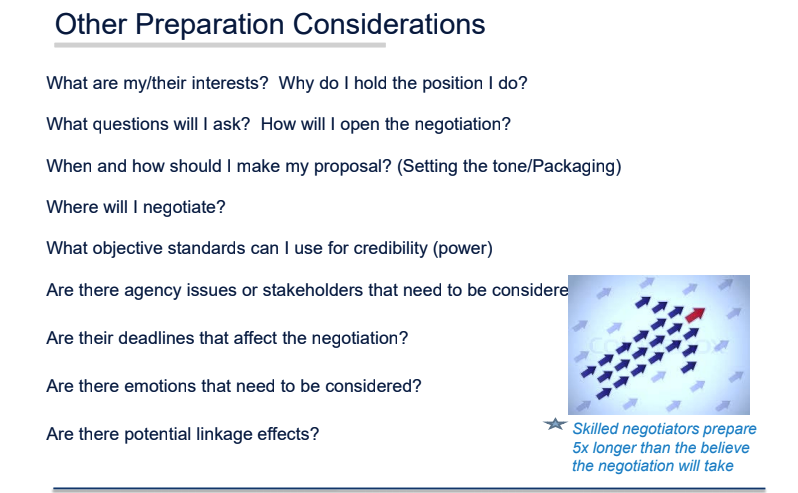 Other Preparation Considerations
What are my/their interests?  Why do I hold the position I do?
What questions will I ask?  How will I open the negotiation?
When and how should I make my proposal? (Setting the tone/Packaging)
Where will I negotiate?
What objective standards can I use for credibility (power)
Are there agency issues or stakeholders that need to be considere
Are their deadlines that affect the negotiation?
Are there emotions that need to be considered?
Are there potential linkage effects?
Skilled negotiators prepare
5x longer than the believe
the negotiation will take